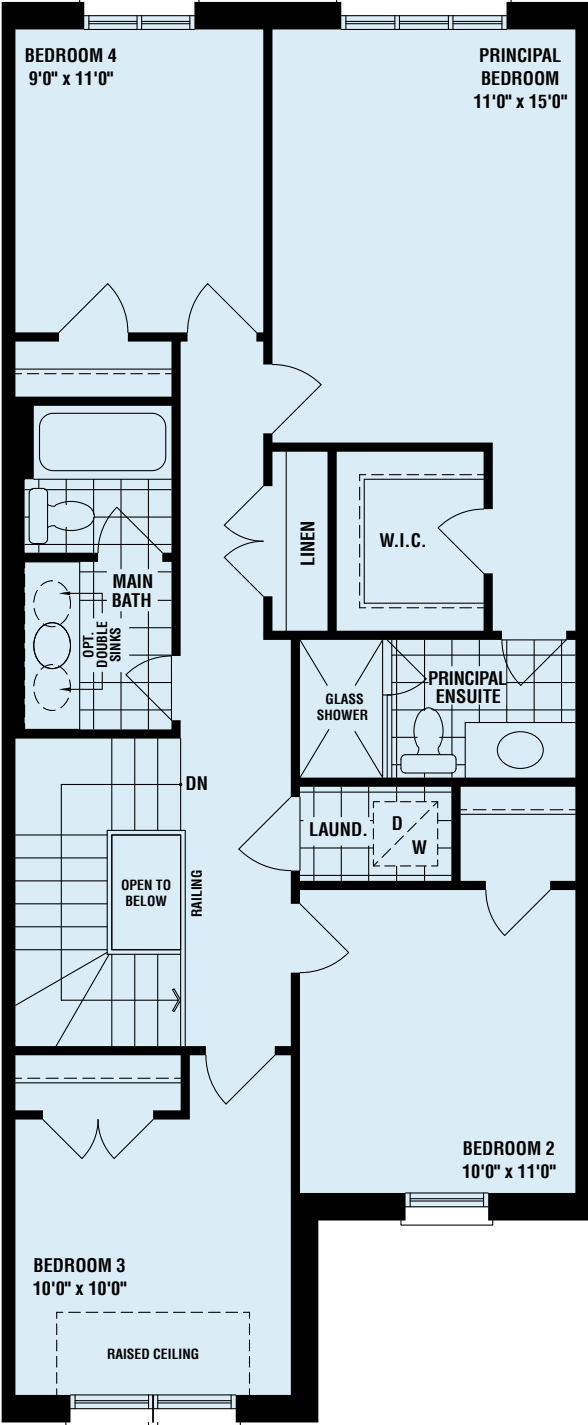 BEDROOM 4
9'0" x 11'0"
PRINCIPAL
BEDROOM
11'0" x 15'0"
LINEN
W.I.C.
MAIN
BATH
OPT.
DOUBLE
SINKS
GLASS
SHOWER
PRINCIPAL
ENSUITE
DN
LAUND.
D
W
OPEN TO
BELOW
RAILING
BEDROOM 2
10'0" x 11'0"
BEDROOM 3
10'0" x 10'0"
RAISED CEILING